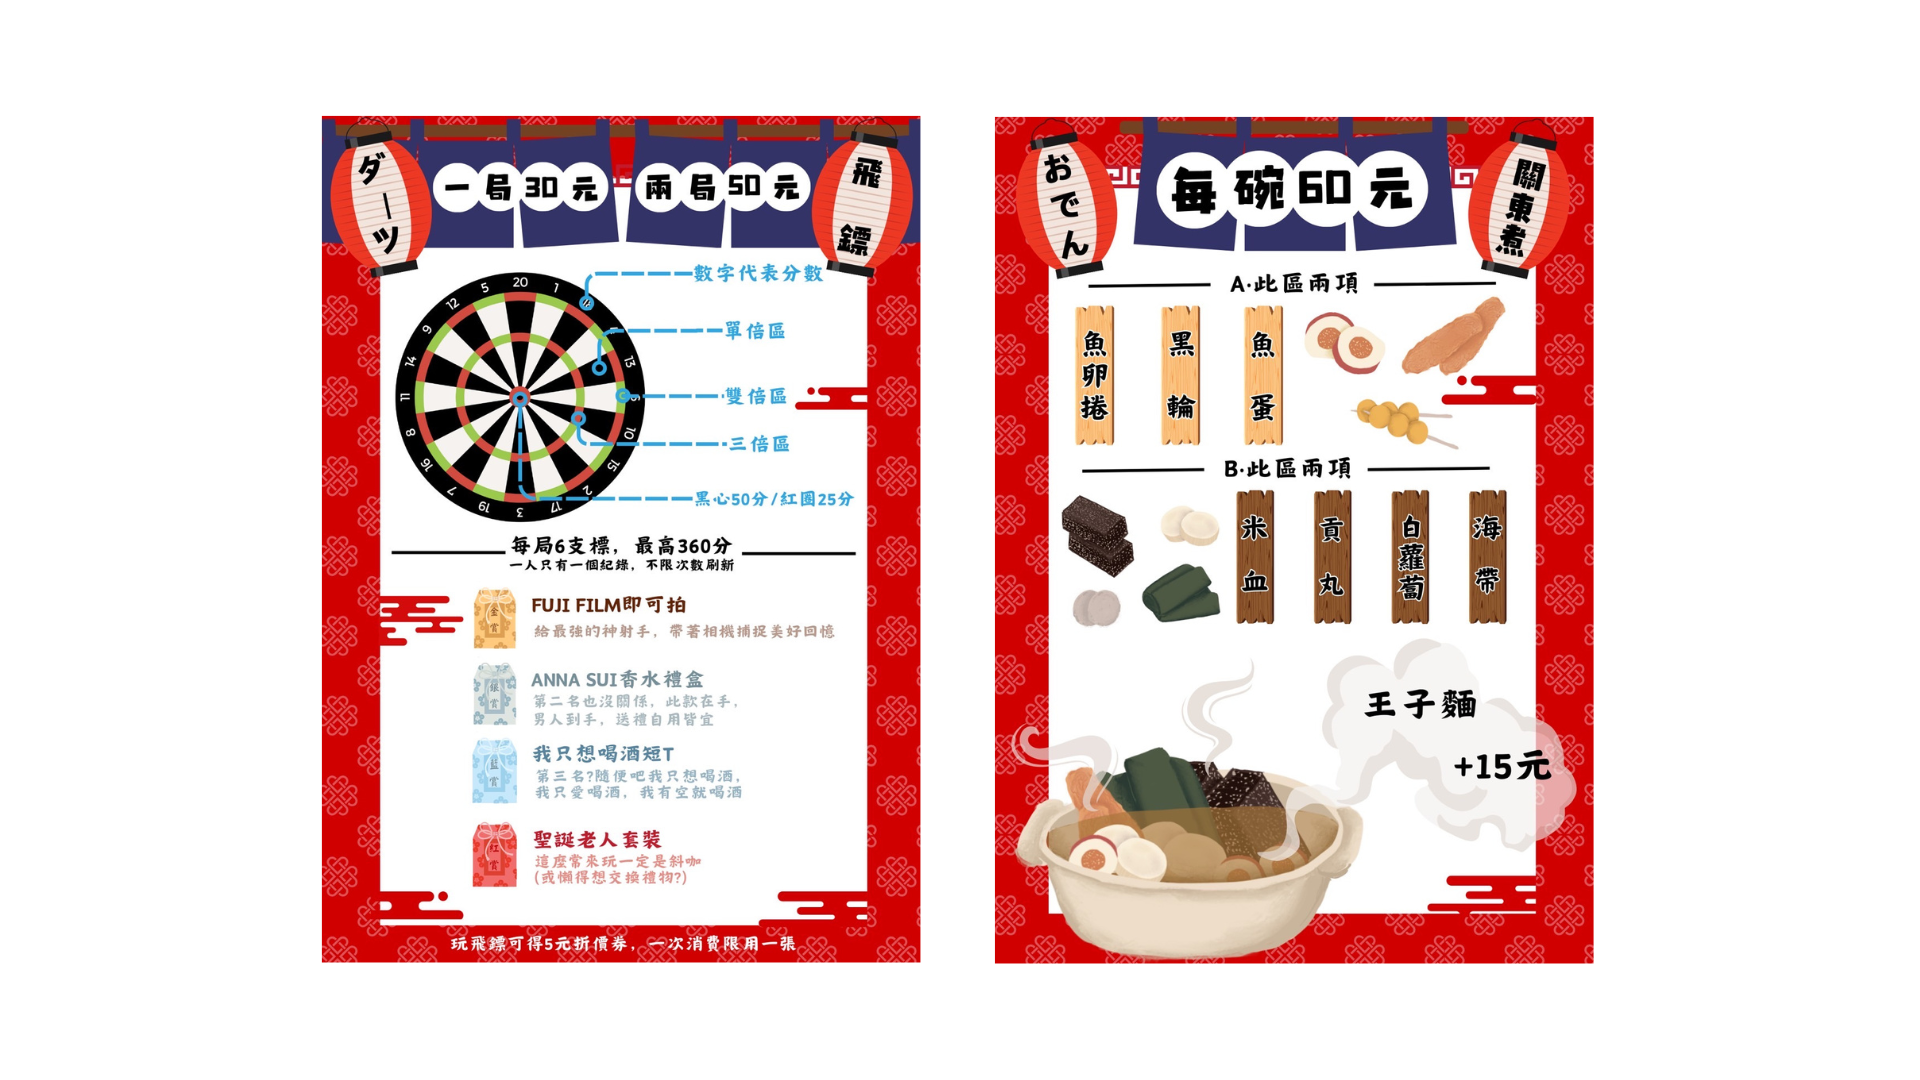 ダーツ
一局30元 兩局50元
飛鏢
數字代表分數
單倍區
雙倍區
三倍區
黑心50分/紅圈25分
20
1
13
6
10
15
2
17
3
19
7
16
8
11
14
9
12
5
每局6支標，最高360分
一人只有一個紀錄，不限次數刷新
金賞
FUJI FILM即可拍
給最強的神射手，帶著相機捕捉美好回憶
銀賞
ANNA SUI香水禮盒
第二名也沒關係，此款在手，
男人到手，送禮自用皆宜
藍賞
我只想喝酒短T
第三名?隨便吧我只想喝酒，
我只愛喝酒，我有空就喝酒
紅賞
聖誕老人套裝
這麼常來玩一定是斜咖
(或懶得想交換禮物?)
玩飛鏢可得5元折價券，一次消費限用一張
おでん
每碗60元
關東煮
A·此區兩項
魚卵捲
黑輪
魚蛋
B·此區兩項
米血
貢丸
白蘿蔔
海帶
王子麵
+15元